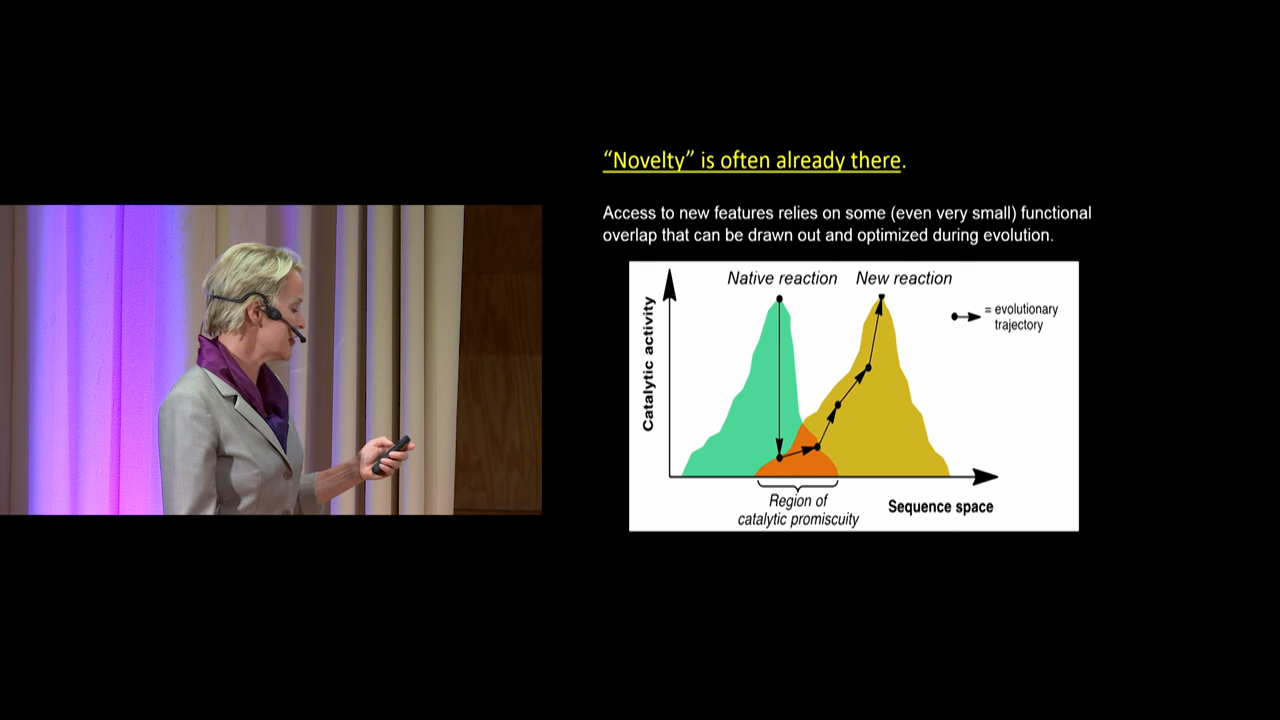 “Novelty” is often already there.
Access to new features relies on some (even very small) functional
overlap that can be drawn out and optimized during evolution.
Native reaction
New reaction
= evolutionary
trajectory
Catalytic activity
Region of
catalytic promiscuity
Sequence space